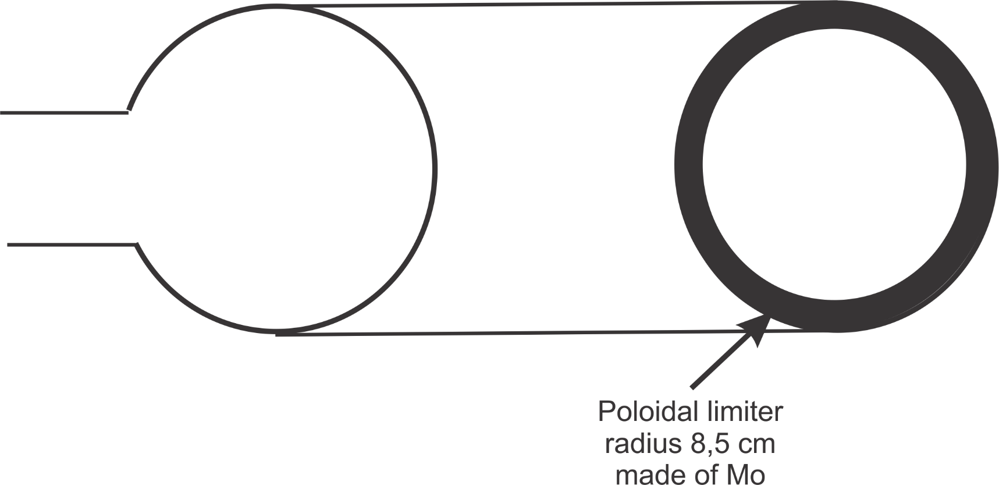 Poloidal limiter
radius 8,5 cm
made of Mo